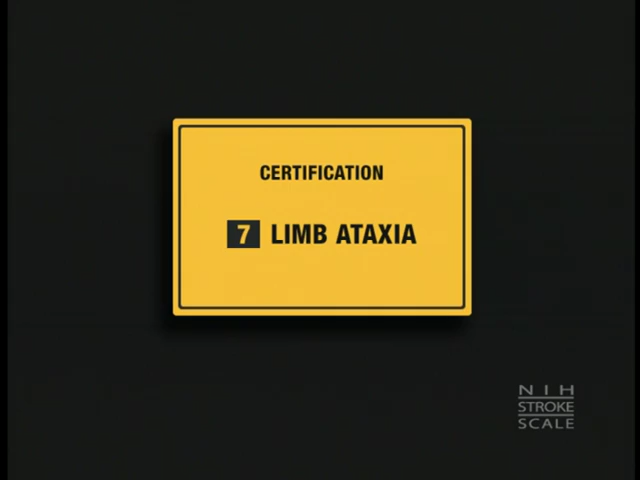 CERTIFICATION
7 LIMB ATAXIA
NIH
STROKE
SCALE